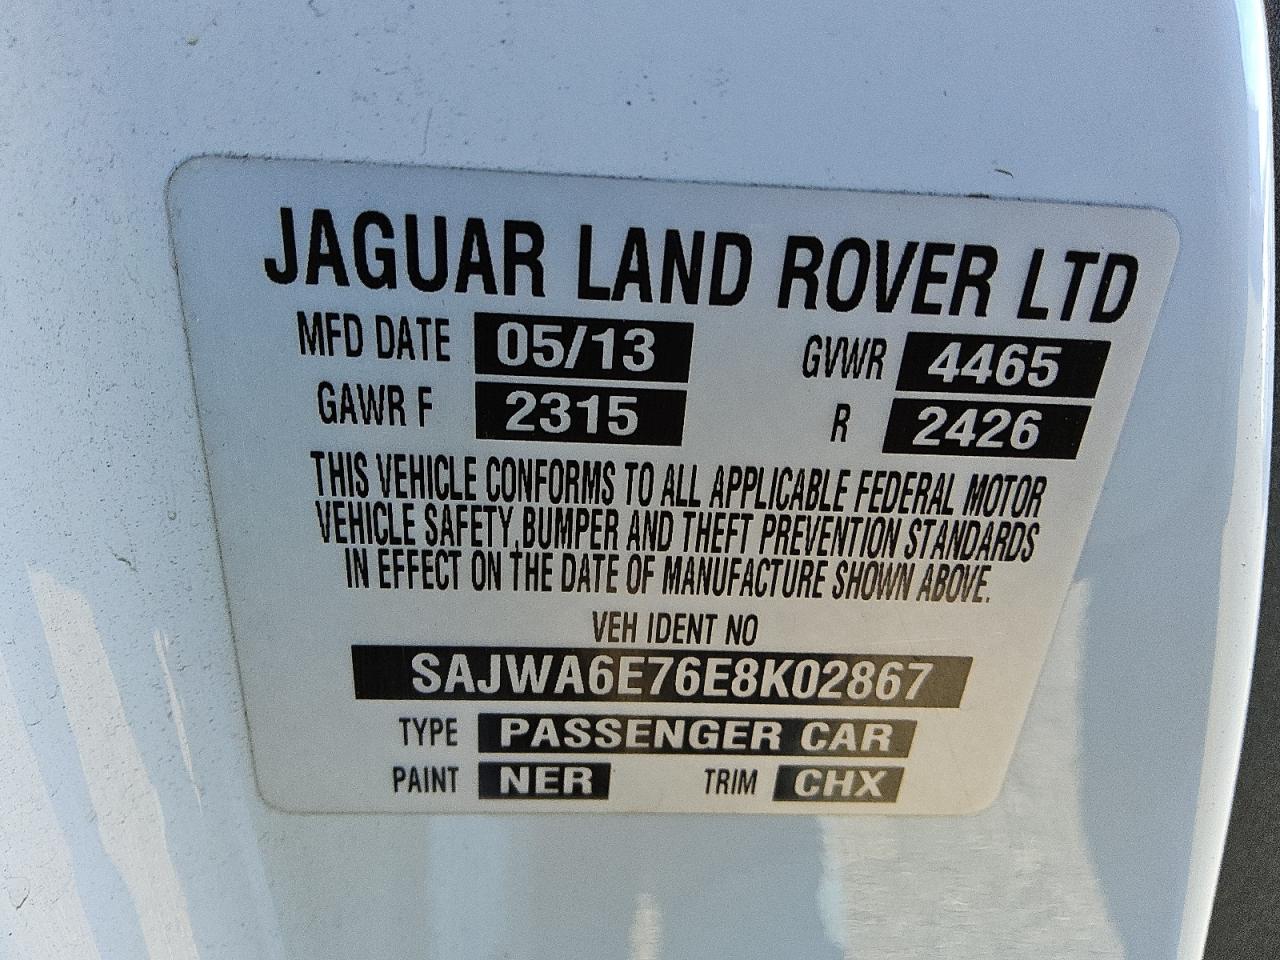 JAGUAR LAND ROVER LTD
MFD DATE 05/13 GVWR 4465
GAWR F 2315 R 2426
THIS VEHICLE CONFORMS TO ALL APPLICABLE FEDERAL MOTOR
VEHICLE SAFETY, BUMPER AND THEFT PREVENTION STANDARDS
IN EFFECT ON THE DATE OF MANUFACTURE SHOWN ABOVE.
VEH IDENT NO
SAJWA6E76E8K02867
TYPE PASSENGER CAR
PAINT NER TRIM CHX